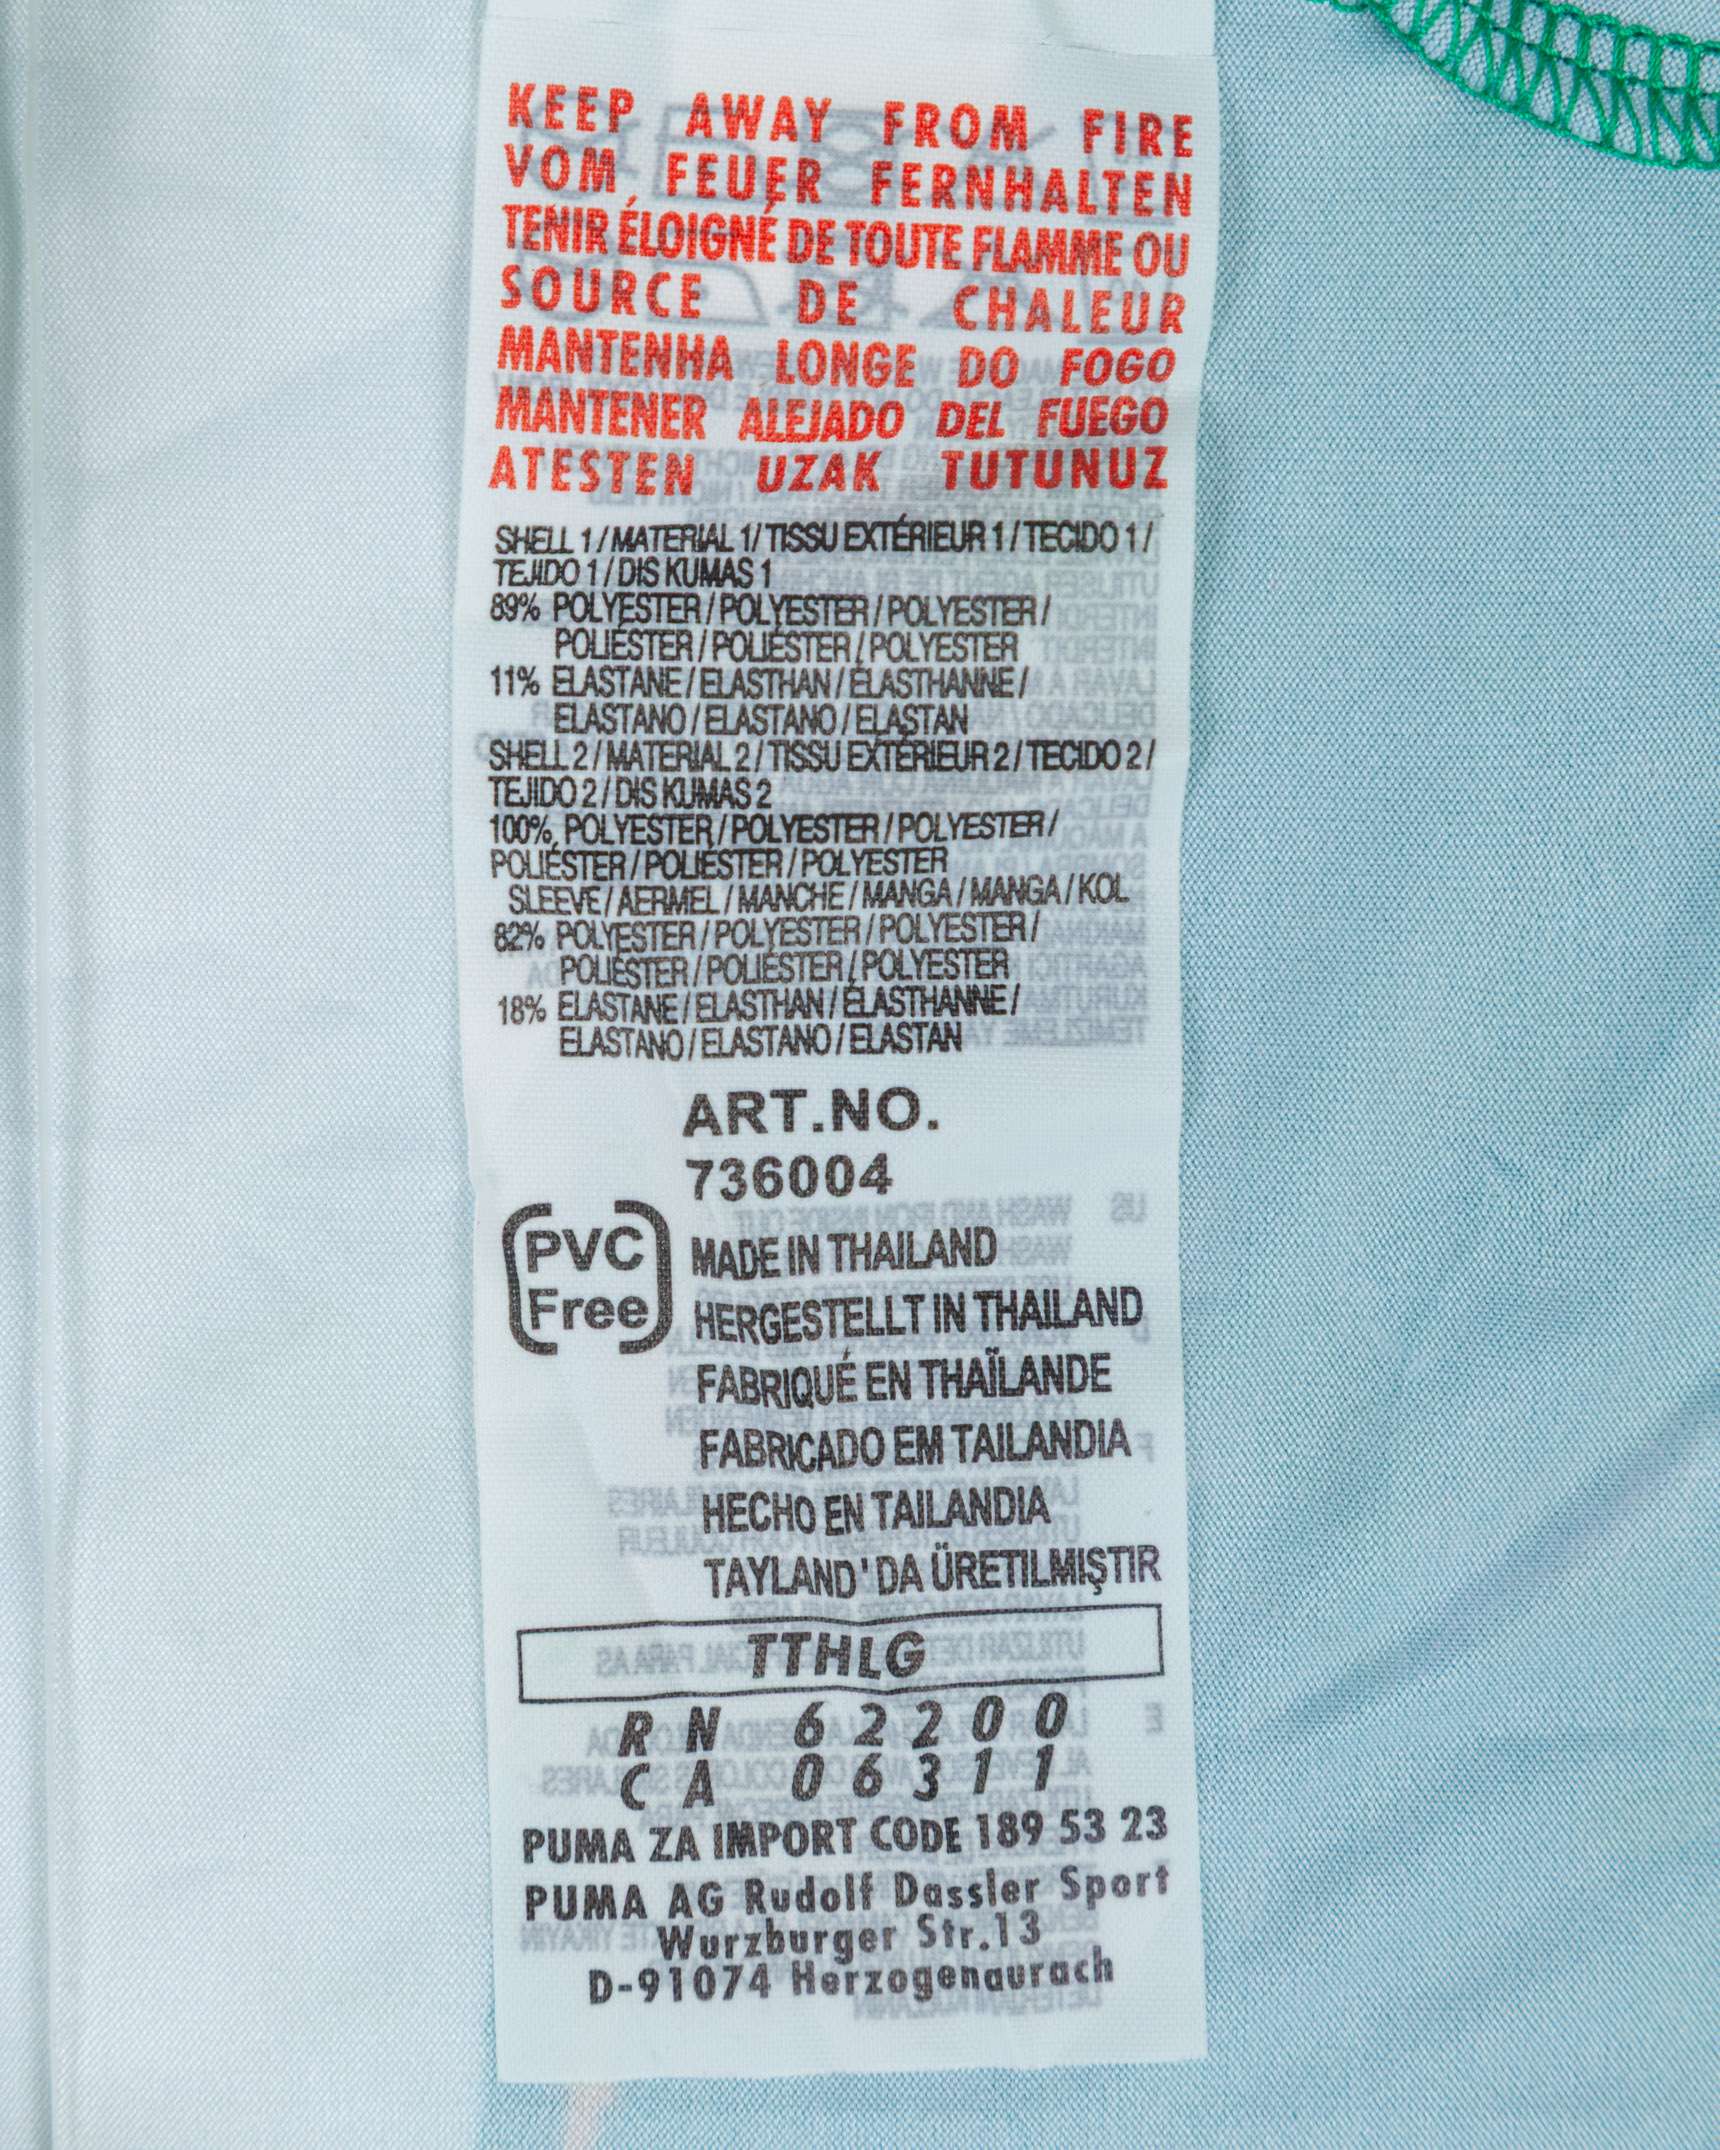 KEEP AWAY FROM FIRE
VOM FEUER FERNHALTEN
TENIR ÉLOIGNÉ DE TOUTE FLAMME OU
SOURCE DE CHALEUR
MANTENHA LONGE DO FOGO
MANTENER ALEJADO DEL FUEGO
ATESTEN UZAK TUTUNUZ
SHELL 1 / MATERIAL 1/ TISSU EXTÉRIEUR 1 / TECIDO 1 /
TEJIDO 1 / DIS KUMAS 1
89% POLYESTER / POLYESTER / POLYESTER /
POLIÉSTER / POLIÉSTER / POLYESTER
11% ELASTANE / ELASTHAN / ÉLASTHANNE /
ELASTANO / ELASTANO / ELASTAN
SHELL 2 / MATERIAL 2 / TISSU EXTÉRIEUR 2 / TECIDO 2 /
TEJIDO 2 / DIS KUMAS 2
100% POLYESTER / POLYESTER / POLYESTER /
POLIÉSTER / POLIÉSTER / POLYESTER
SLEEVE / AERMEL / MANCHE / MANGA / MANGA / KOL
82% POLYESTER / POLYESTER / POLYESTER /
POLIÉSTER / POLIÉSTER / POLYESTER
18% ELASTANE / ELASTHAN / ÉLASTHANNE /
ELASTANO / ELASTANO / ELASTAN
ART.NO.
736004
PVC
Free
MADE IN THAILAND
HERGESTELLT IN THAILAND
FABRIQUÉ EN THAÏLANDE
FABRICADO EM TAILANDIA
HECHO EN TAILANDIA
TAYLAND'DA ÜRETILMIŞTIR
TTHLG
RN 62200
CA 06311
PUMA ZA IMPORT CODE 189 53 23
PUMA AG Rudolf Dassler Sport
Wurzburger Str.13
D-91074 Herzogenaurach